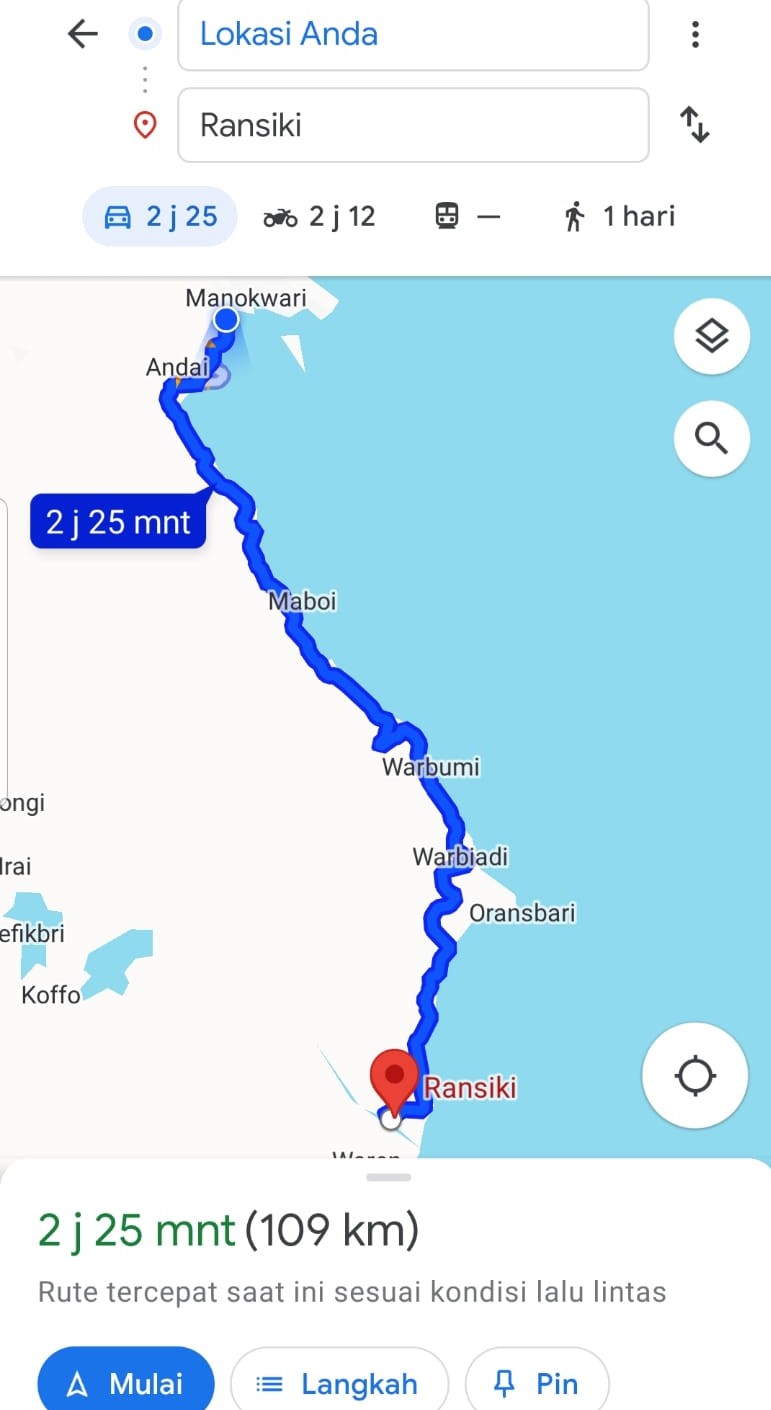 Lokasi Anda
Ransiki
2 j 25
2 j 12
—
1 hari
Manokwari
Andai
2 j 25 mnt
Maboi
Warbumi
ongi
Warbiadi
Irai
Oransbari
efikbri
Koffo
Ransiki
2 j 25 mnt (109 km)
Rute tercepat saat ini sesuai kondisi lalu lintas
Mulai
Langkah
Pin